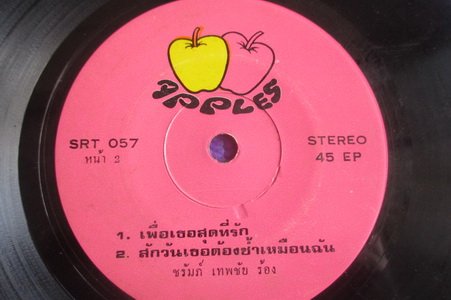 APPLES
SRT 057
หน้า 2
STEREO
45 EP
1. เพื่อเธอสุดที่รัก
2. สักวันเธอต้องช้ำเหมือนฉัน
ชรัมภ์ เทพชัย ร้อง